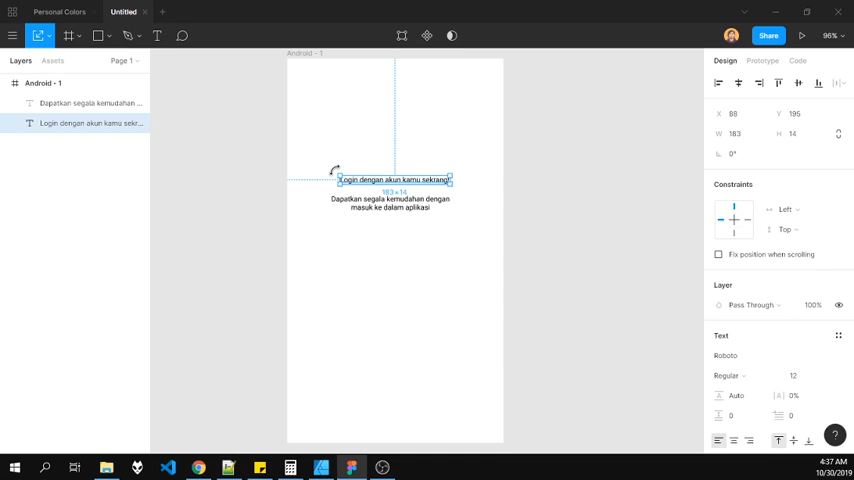 Personal Colors
Untitled
Share
96%
Layers
Assets
Page 1
Android - 1
Dapatkan segala kemudahan ...
Login dengan akun kamu sekr...
Android - 1
Login dengan akun kamu sekrang!
183 × 14
Dapatkan segala kemudahan dengan
masuk ke dalam aplikasi
Design
Prototype
Code
X 88
Y 195
W 183
H 14
0°
Constraints
Left
Top
Fix position when scrolling
Layer
Pass Through
100%
Text
Roboto
Regular
12
A Auto
|A| 0%
0
0
?
4:37 AM
10/30/2019